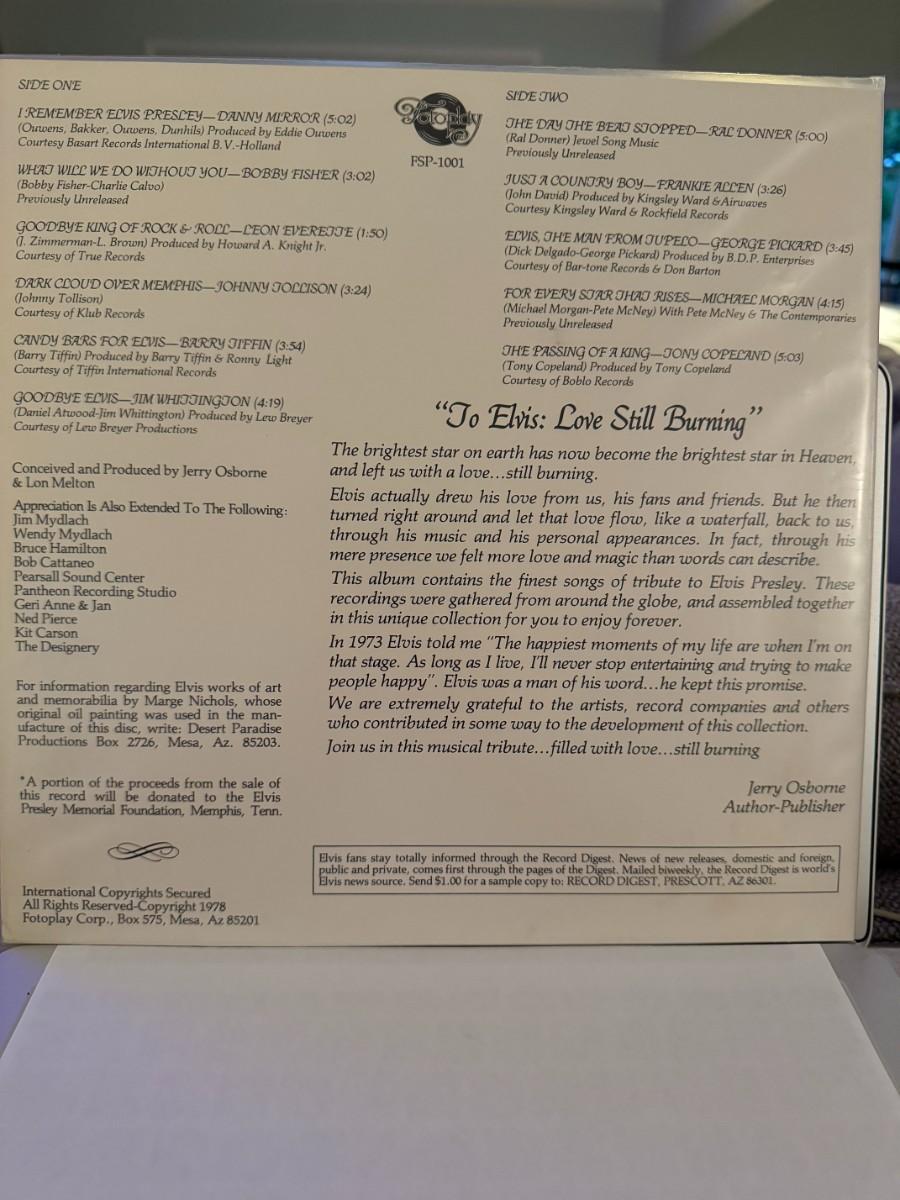 SIDE ONE
I REMEMBER ELVIS PRESLEY—DANNY MIRROR (5:02)
(Ouwens, Bakker, Ouwens, Dunhils) Produced by Eddie Ouwens
Courtesy Basart Records International B.V.-Holland
WHAT WILL WE DO WITHOUT YOU—BOBBY FISHER (3:02)
(Bobby Fisher-Charlie Calvo)
Previously Unreleased
GOODBYE KING OF ROCK & ROLL—LEON EVERETTE (1:50)
(J. Zimmerman-L. Brown) Produced by Howard A. Knight Jr.
Courtesy of True Records
DARK CLOUD OVER MEMPHIS—JOHNNY TOLLISON (3:24)
(Johnny Tollison)
Courtesy of Klub Records
CANDY BARS FOR ELVIS—BARRY TIFFIN (3:54)
(Barry Tiffin) Produced by Barry Tiffin & Ronny Light
Courtesy of Tiffin International Records
GOODBYE ELVIS—JIM WHITTINGTON (4:19)
(Daniel Atwood-Jim Whittington) Produced by Lew Breyer
Courtesy of Lew Breyer Productions
Fotoplay
FSP-1001
SIDE TWO
THE DAY THE BEAT STOPPED—RAL DONNER (5:00)
(Ral Donner) Jewel Song Music
Previously Unreleased
JUST A COUNTRY BOY—FRANKIE ALLEN (3:26)
(John David) Produced by Kingsley Ward &Airwaves
Courtesy Kingsley Ward & Rockfield Records
ELVIS, THE MAN FROM TUPELO—GEORGE PICKARD (3:45)
(Dick Delgado-George Pickard) Produced by B.D.P. Enterprises
Courtesy of Bar-tone Records & Don Barton
FOR EVERY STAR THAT RISES—MICHAEL MORGAN (4:15)
(Michael Morgan-Pete McNey) With Pete McNey & The Contemporaries
Previously Unreleased
THE PASSING OF A KING—TONY COPELAND (5:03)
(Tony Copeland) Produced by Tony Copeland
Courtesy of Boblo Records
Conceived and Produced by Jerry Osborne
& Lon Melton
Appreciation Is Also Extended To The Following:
Jim Mydlach
Wendy Mydlach
Bruce Hamilton
Bob Cattaneo
Pearsall Sound Center
Pantheon Recording Studio
Geri Anne & Jan
Ned Pierce
Kit Carson
The Designery
For information regarding Elvis works of art
and memorabilia by Marge Nichols, whose
original oil painting was used in the man-
ufacture of this disc, write: Desert Paradise
Productions Box 2726, Mesa, Az. 85203.
*A portion of the proceeds from the sale of
this record will be donated to the Elvis
Presley Memorial Foundation, Memphis, Tenn.
International Copyrights Secured
All Rights Reserved-Copyright 1978
Fotoplay Corp., Box 575, Mesa, Az 85201
"To Elvis: Love Still Burning"
The brightest star on earth has now become the brightest star in Heaven,
and left us with a love...still burning.
Elvis actually drew his love from us, his fans and friends. But he then
turned right around and let that love flow, like a waterfall, back to us,
through his music and his personal appearances. In fact, through his
mere presence we felt more love and magic than words can describe.
This album contains the finest songs of tribute to Elvis Presley. These
recordings were gathered from around the globe, and assembled together
in this unique collection for you to enjoy forever.
In 1973 Elvis told me "The happiest moments of my life are when I'm on
that stage. As long as I live, I'll never stop entertaining and trying to make
people happy". Elvis was a man of his word...he kept this promise.
We are extremely grateful to the artists, record companies and others
who contributed in some way to the development of this collection.
Join us in this musical tribute...filled with love...still burning
Jerry Osborne
Author-Publisher
Elvis fans stay totally informed through the Record Digest. News of new releases, domestic and foreign,
public and private, comes first through the pages of the Digest. Mailed biweekly, the Record Digest is world's
Elvis news source. Send $1.00 for a sample copy to: RECORD DIGEST, PRESCOTT, AZ 86301.